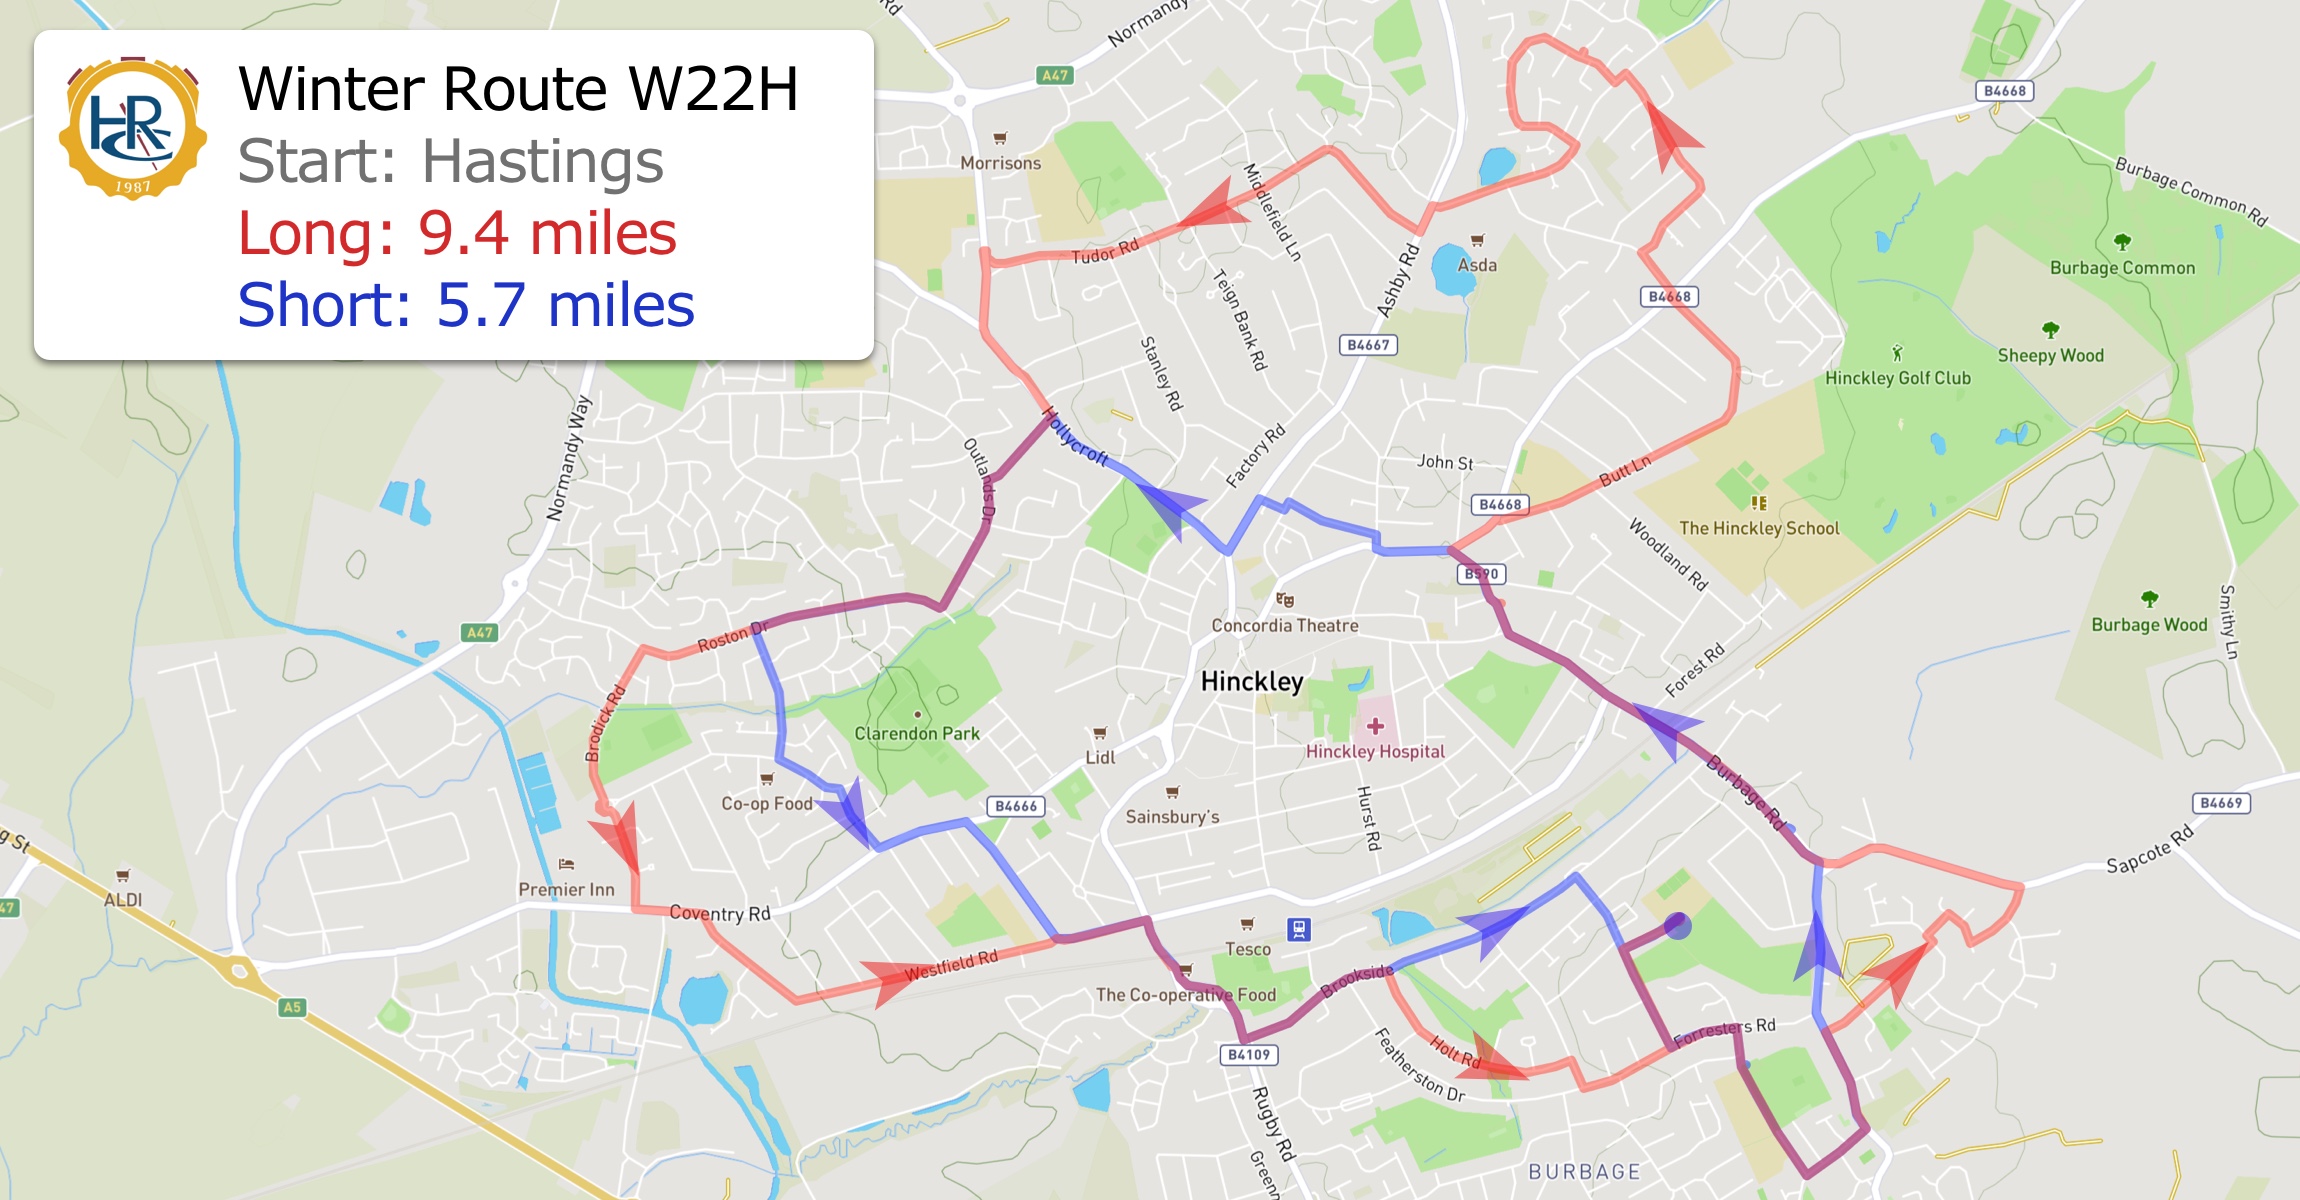 Winter Route W22H
Start: Hastings
Long: 9.4 miles
Short: 5.7 miles
HR
1987
Rd
Normandy
A47
Morrisons
B4668
Burbage Common Rd
Middlefield Ln
Tudor Rd
Ashby Rd
Asda
Burbage Common
B4668
Teign Bank Rd
B4667
Stanley Rd
Sheepy Wood
Hinckley Golf Club
Normandy Way
Hollycroft
Outlands Dr
Factory Rd
John St
Butt Ln
B4668
The Hinckley School
Woodland Rd
B590
Concordia Theatre
Burbage Wood
Smithy Ln
A47
Roston Dr
Hinckley
Forest Rd
Brodick Rd
Clarendon Park
Lidl
Hinckley Hospital
Burbage Rd
Co-op Food
B4666
Sainsbury's
Hurst Rd
B4669
Sapcote Rd
g St
ALDI
47
Premier Inn
Coventry Rd
Tesco
Westfield Rd
Brookside
The Co-operative Food
A5
Forresters Rd
Holt Rd
B4109
Featherston Dr
Rugby Rd
Greenm
BURBAGE